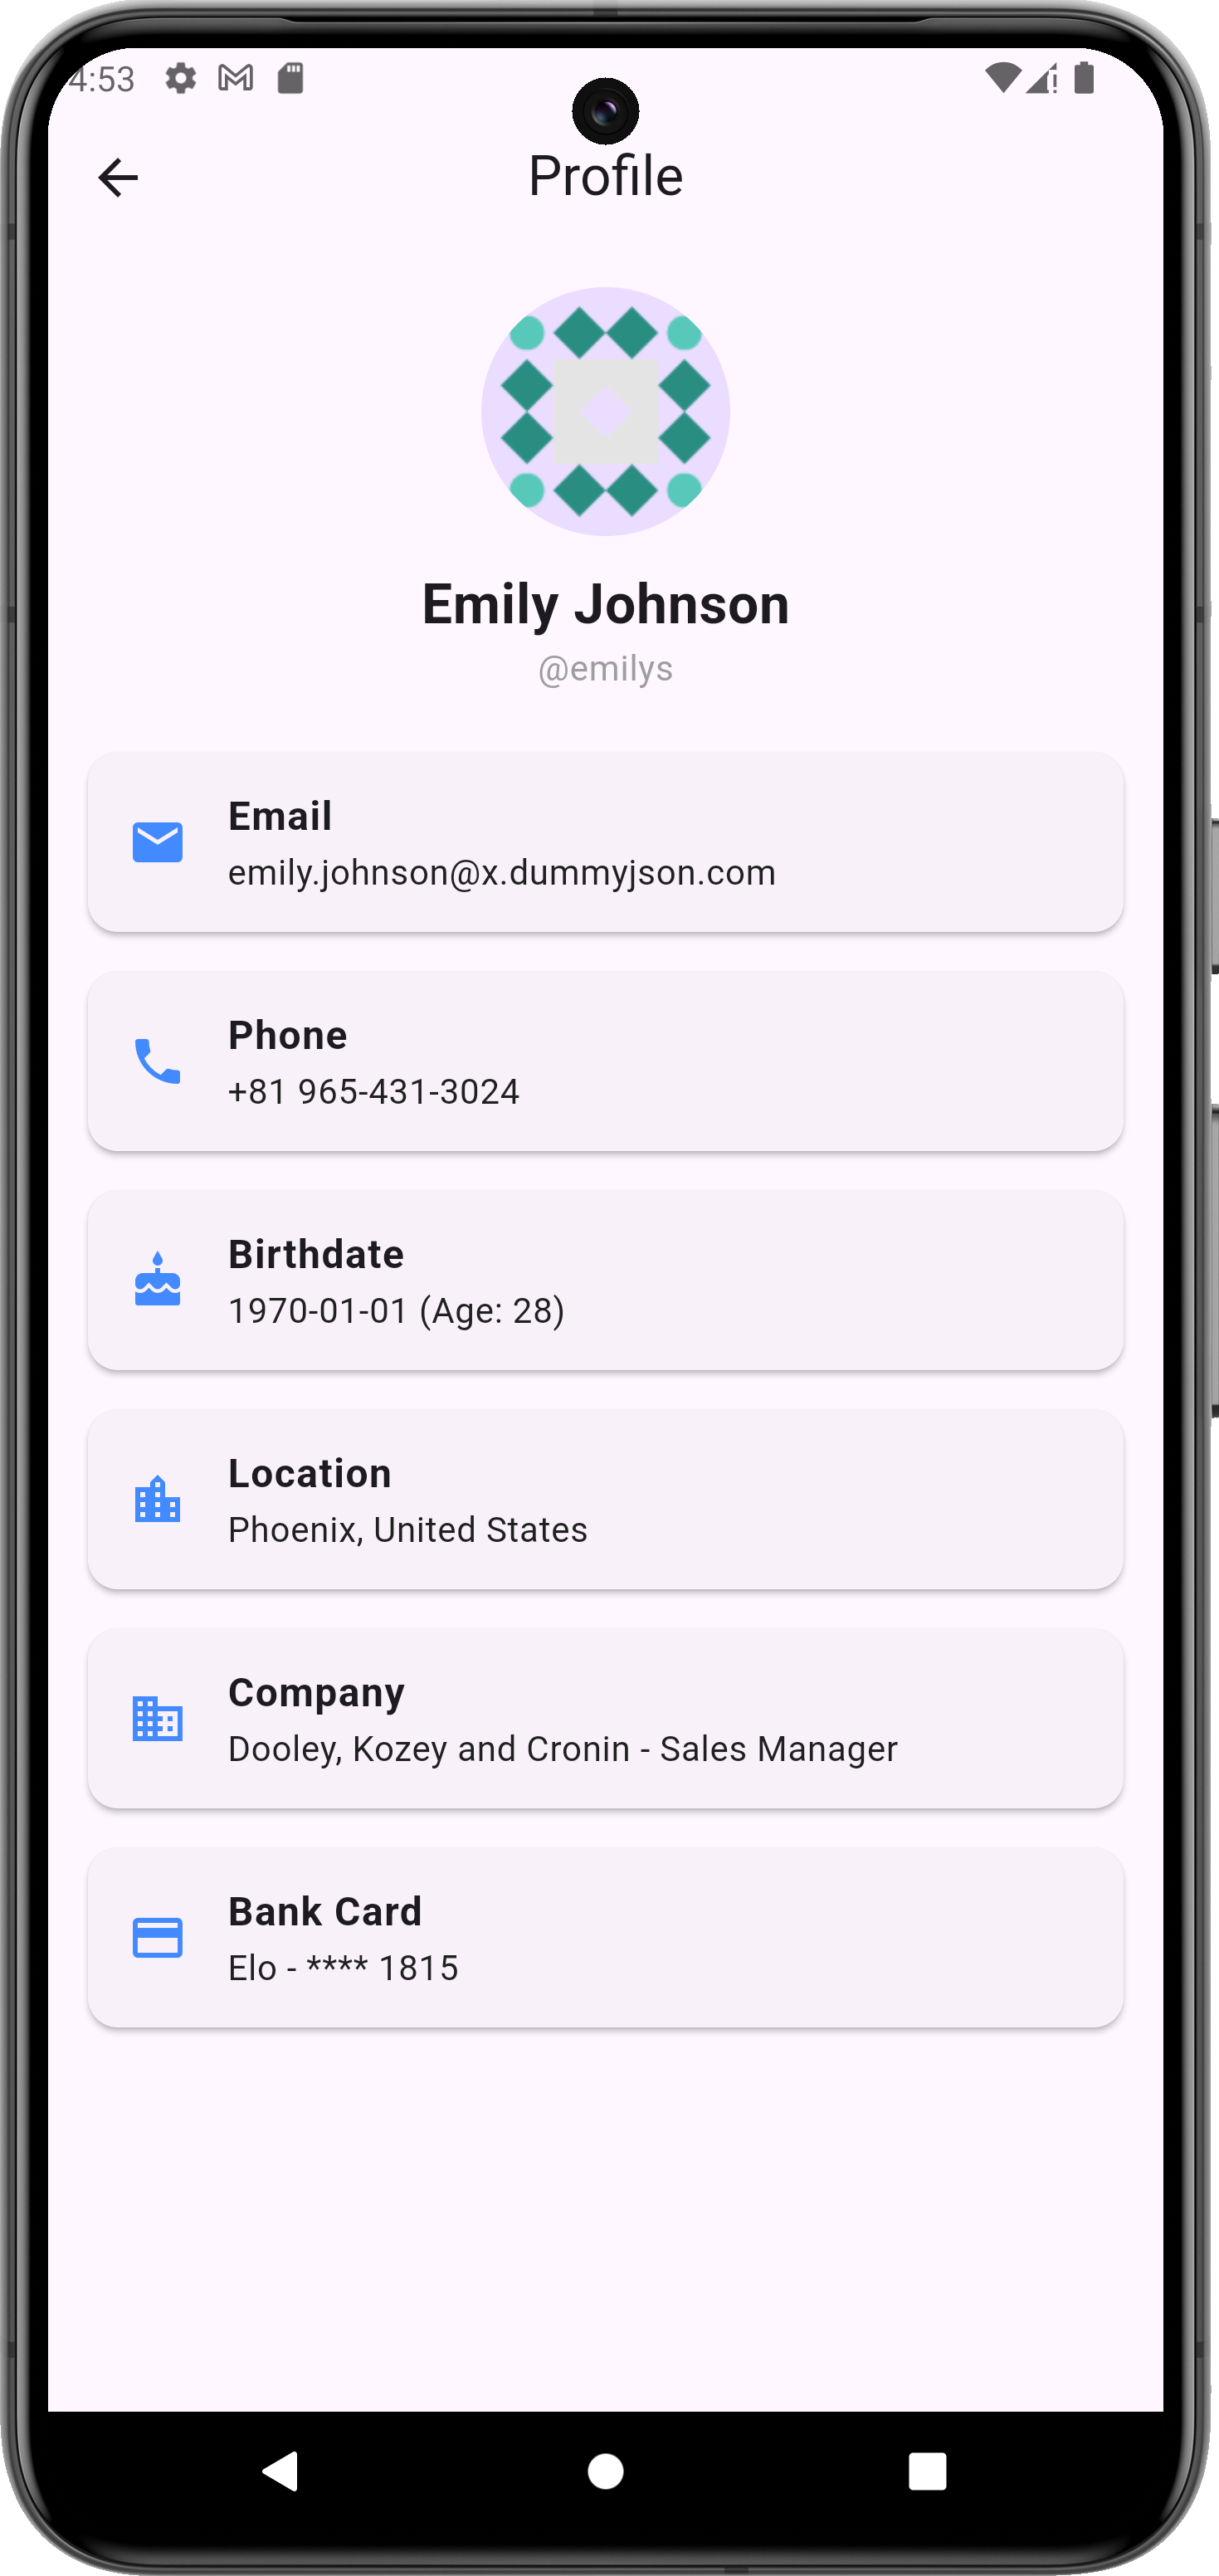 4:53
Profile
Emily Johnson
@emilys
Email
emily.johnson@x.dummyjson.com
Phone
+81 965-431-3024
Birthdate
1970-01-01 (Age: 28)
Location
Phoenix, United States
Company
Dooley, Kozey and Cronin - Sales Manager
Bank Card
Elo - **** 1815